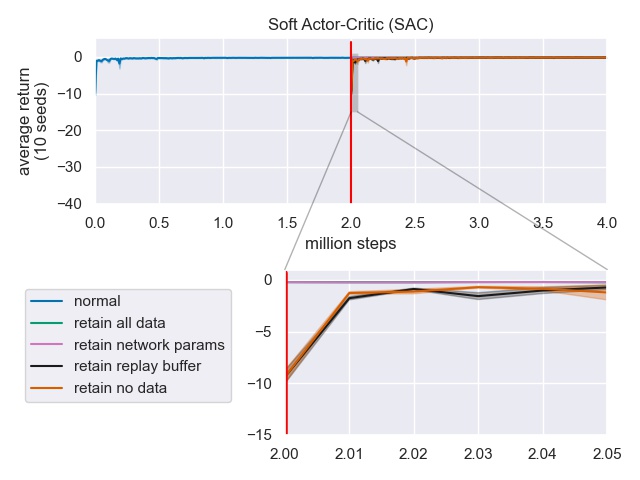 Soft Actor-Critic (SAC)
average return
(10 seeds)
0
−10
−20
−30
−40
0.0 0.5 1.0 1.5 2.0 2.5 3.0 3.5 4.0
million steps
normal
retain all data
retain network params
retain replay buffer
retain no data
0
−5
−10
−15
2.00 2.01 2.02 2.03 2.04 2.05